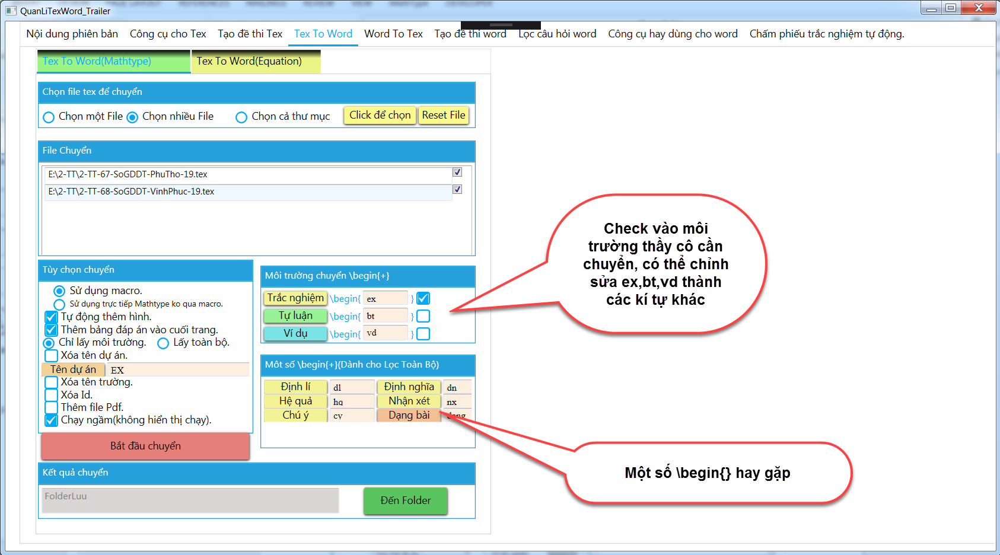 QuanLiTexWord_Trailer
Nội dung phiên bản Công cụ cho Tex Tạo đề thi Tex Tex To Word Word To Tex Tạo đề thi word Lọc câu hỏi word Công cụ hay dùng cho word Chấm phiếu trắc nghiệm tự động.
Tex To Word(Mathtype) Tex To Word(Equation)
Chọn file tex để chuyển
Chọn một File Chọn nhiều File Chọn cả thư mục Click để chọn Reset File
File Chuyển
E:\2-TT\2-TT-67-SoGDDT-PhuTho-19.tex
E:\2-TT\2-TT-68-SoGDDT-VinhPhuc-19.tex
Tùy chọn chuyển
Sử dụng macro.
Sử dụng trực tiếp Mathtype ko qua macro.
Tự động thêm hình.
Thêm bảng đáp án vào cuối trang.
Chỉ lấy môi trường. Lấy toàn bộ.
Xóa tên dự án.
Tên dự án EX
Xóa tên trường.
Xóa Id.
Thêm file Pdf.
Chạy ngầm(không hiển thị chạy).
Bắt đầu chuyển
Môi trường chuyển \begin{+}
Trắc nghiệm \begin{ ex }
Tự luận \begin{ bt }
Ví dụ \begin{ vd }
Một số \begin{+}(Dành cho Lọc Toàn Bộ)
Định lí dl Định nghĩa dn
Hệ quả hq Nhận xét nx
Chú ý cy Dạng bài dang
Kết quả chuyển
FolderLuu Đến Folder
Check vào môi
trường thầy cô cần
chuyển, có thể chỉnh
sửa ex,bt,vd thành
các kí tự khác
Một số \begin{} hay gặp